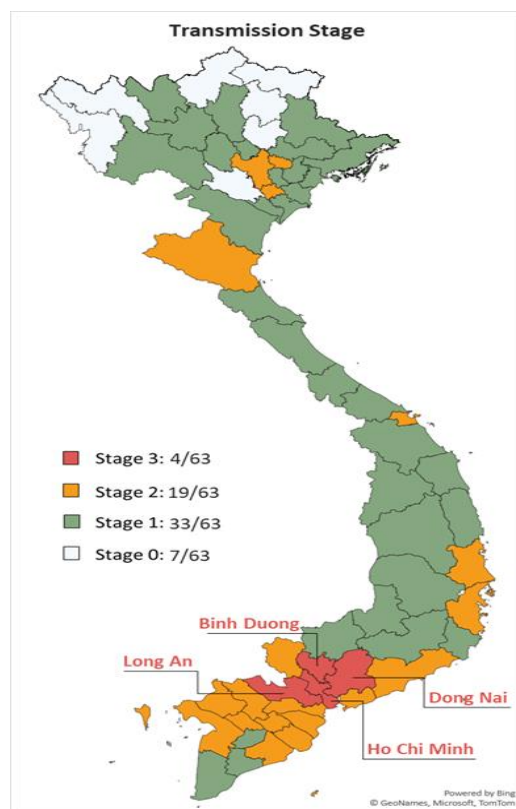 Transmission Stage
Stage 3: 4/63
Stage 2: 19/63
Stage 1: 33/63
Stage 0: 7/63
Binh Duong
Long An
Dong Nai
Ho Chi Minh
Powered by Bing
© GeoNames, Microsoft, TomTom